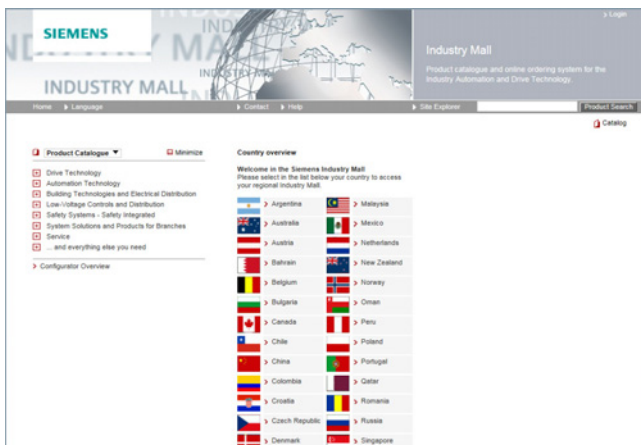 SIEMENS
INDUSTRY MALL
> Login
Industry Mall
Product catalogue and online ordering system for the
Industry Automation and Drive Technology.
Home Language Contact Help Site Explorer Product Search
Catalog
Product Catalogue Minimize
Drive Technology
Automation Technology
Building Technologies and Electrical Distribution
Low-Voltage Controls and Distribution
Safety Systems - Safety Integrated
System Solutions and Products for Branches
Service
... and everything else you need
> Configurator Overview
Country overview
Welcome in the Siemens Industry Mall
Please select in the list below your country to access
your regional Industry Mall.
> Argentina > Malaysia
> Australia > Mexico
> Austria > Netherlands
> Bahrain > New Zealand
> Belgium > Norway
> Bulgaria > Oman
> Canada > Peru
> Chile > Poland
> China > Portugal
> Colombia > Qatar
> Croatia > Romania
> Czech Republic > Russia
> Denmark > Singapore